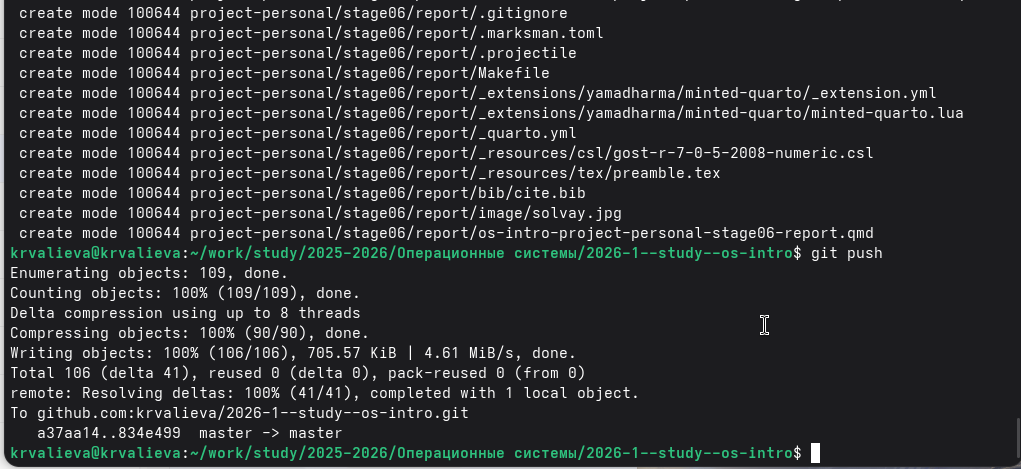 create mode 100644 project-personal/stage06/report/.gitignore
create mode 100644 project-personal/stage06/report/.marksman.toml
create mode 100644 project-personal/stage06/report/.projectile
create mode 100644 project-personal/stage06/report/Makefile
create mode 100644 project-personal/stage06/report/_extensions/yamadharma/minted-quarto/_extension.yml
create mode 100644 project-personal/stage06/report/_extensions/yamadharma/minted-quarto/minted-quarto.lua
create mode 100644 project-personal/stage06/report/_quarto.yml
create mode 100644 project-personal/stage06/report/_resources/csl/gost-r-7-0-5-2008-numeric.csl
create mode 100644 project-personal/stage06/report/_resources/tex/preamble.tex
create mode 100644 project-personal/stage06/report/bib/cite.bib
create mode 100644 project-personal/stage06/report/image/solvay.jpg
create mode 100644 project-personal/stage06/report/os-intro-project-personal-stage06-report.qmd
krvalieva@krvalieva:~/work/study/2025-2026/Операционные системы/2026-1--study--os-intro$ git push
Enumerating objects: 109, done.
Counting objects: 100% (109/109), done.
Delta compression using up to 8 threads
Compressing objects: 100% (90/90), done.
Writing objects: 100% (106/106), 705.57 KiB | 4.61 MiB/s, done.
Total 106 (delta 41), reused 0 (delta 0), pack-reused 0 (from 0)
remote: Resolving deltas: 100% (41/41), completed with 1 local object.
To github.com:krvalieva/2026-1--study--os-intro.git
a37aa14..834e499  master -> master
krvalieva@krvalieva:~/work/study/2025-2026/Операционные системы/2026-1--study--os-intro$